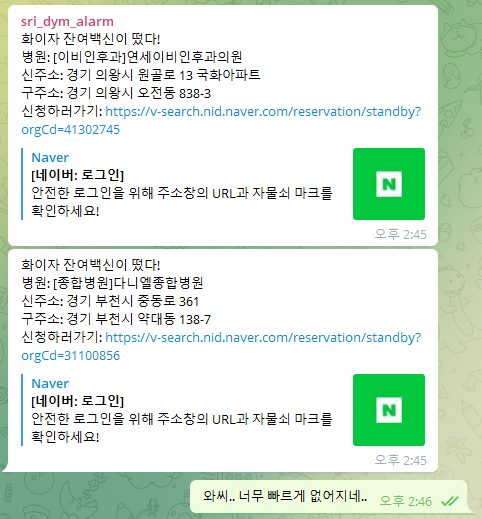 sri_dym_alarm
화이자 잔여백신이 떴다!
병원: [이비인후과]연세이비인후과의원
신주소: 경기 의왕시 원골로 13 국화아파트
구주소: 경기 의왕시 오전동 838-3
신청하러가기: https://v-search.nid.naver.com/reservation/standby?
orgCd=41302745
Naver
[네이버: 로그인]
안전한 로그인을 위해 주소창의 URL과 자물쇠 마크를
확인하세요!
N
오후 2:45
화이자 잔여백신이 떴다!
병원: [종합병원]다니엘종합병원
신주소: 경기 부천시 중동로 361
구주소: 경기 부천시 약대동 138-7
신청하러가기: https://v-search.nid.naver.com/reservation/standby?
orgCd=31100856
Naver
[네이버: 로그인]
안전한 로그인을 위해 주소창의 URL과 자물쇠 마크를
확인하세요!
N
오후 2:45
와씨.. 너무 빠르게 없어지네.. 오후 2:46